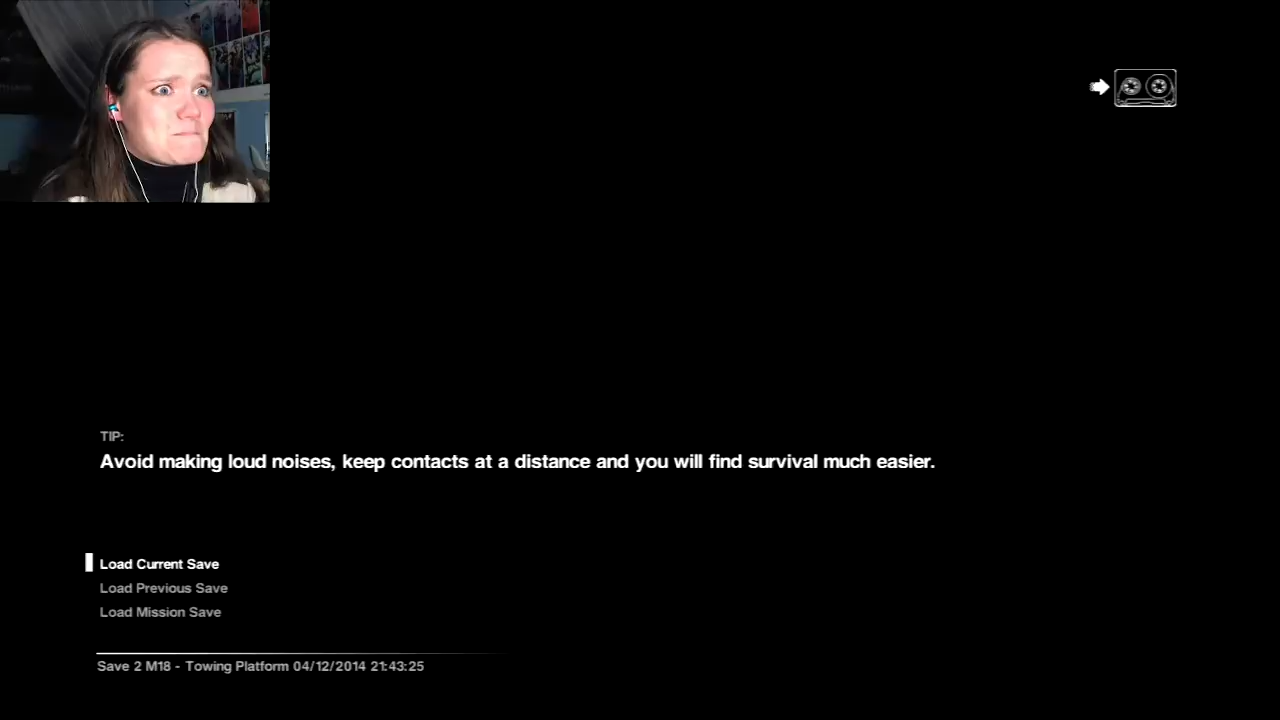 TIP:
Avoid making loud noises, keep contacts at a distance and you will find survival much easier.
Load Current Save
Load Previous Save
Load Mission Save
Save 2 M18 - Towing Platform 04/12/2014 21:43:25